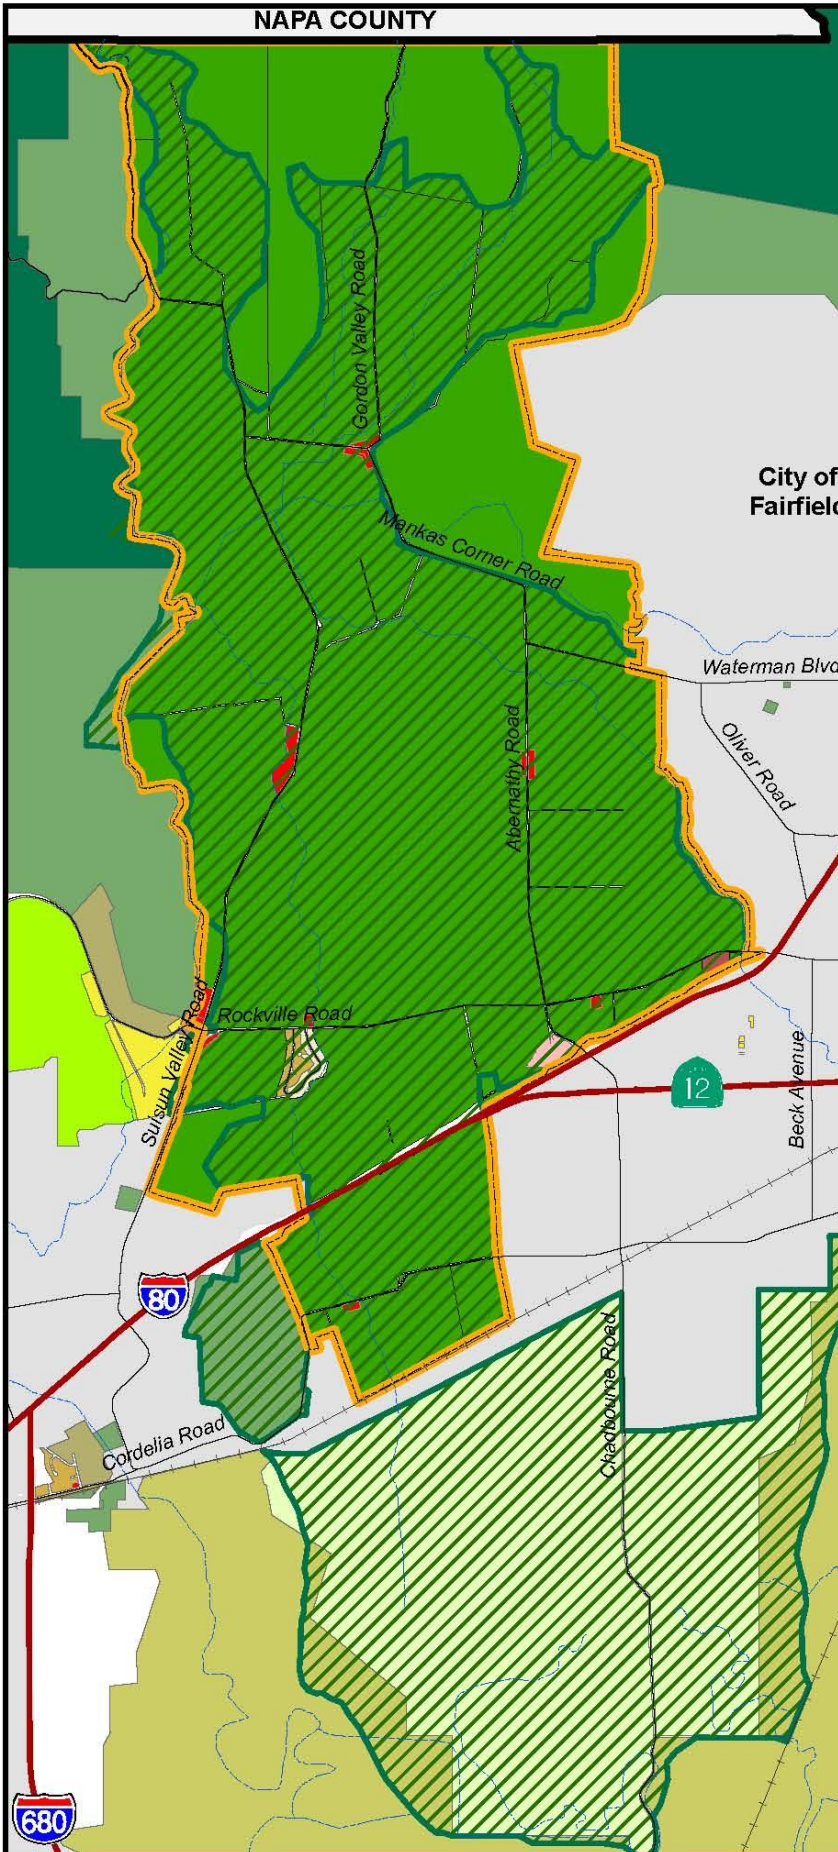 NAPA COUNTY
Gordon Valley Road
City of
Fairfield
Mankas Corner Road
Waterman Blvd
Oliver Road
Abernathy Road
Suisun Valley Road
Rockville Road
12
Beck Avenue
80
Chadbourne Road
Cordelia Road
680